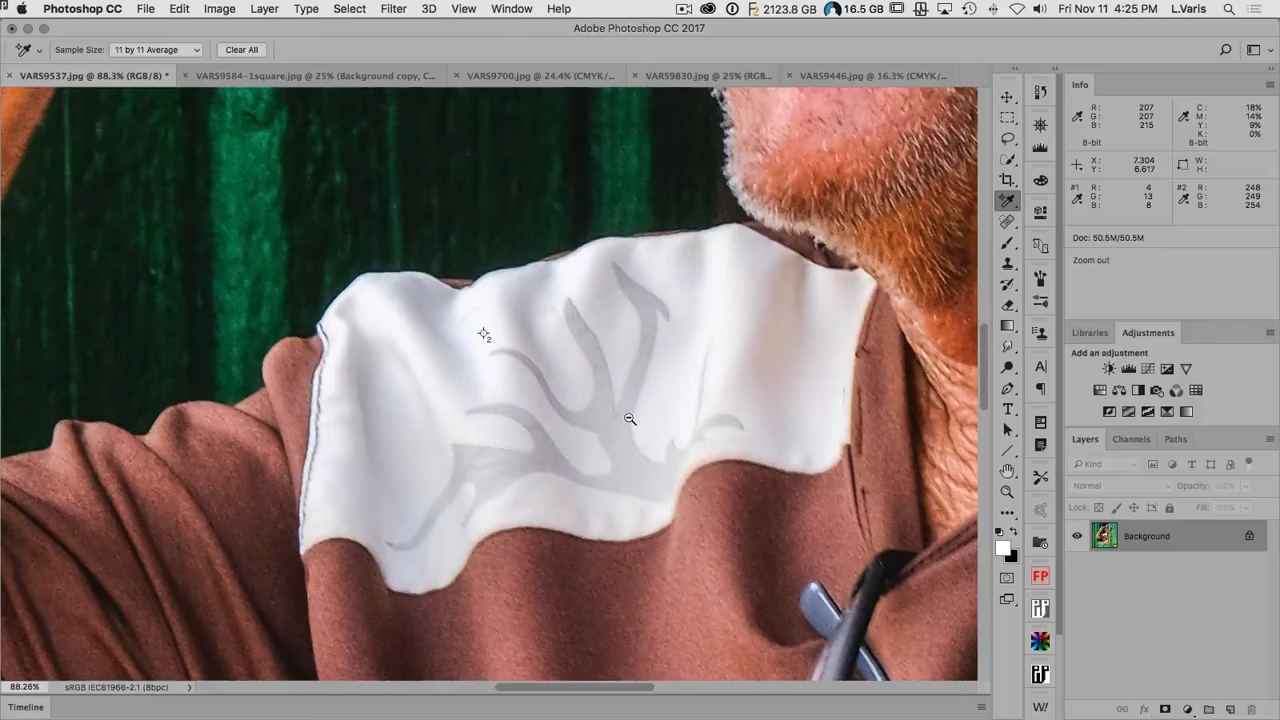 Photoshop CC File Edit Image Layer Type Select Filter 3D View Window Help 2123.8 GB 16.5 GB Fri Nov 11 4:25 PM L.Varis
Adobe Photoshop CC 2017
Sample Size: 11 by 11 Average Clear All
VARS9537.jpg @ 88.3% (RGB/8) * VARS9584-1square.jpg @ 25% (Background copy, C... VARS9700.jpg @ 24.4% (CMYK/... VARS9830.jpg @ 25% (RGB... VARS9446.jpg @ 16.3% (CMYK/...
Info
R: 207 C: 18%
G: 207 M: 14%
B: 215 Y: 9%
K: 0%
8-bit 8-bit
X: 7.304 W:
Y: 6.617 H:
#1 R: 4 #2 R: 248
G: 13 G: 249
B: 8 B: 254
Doc: 50.5M/50.5M
Zoom out
2
Libraries Adjustments
Add an adjustment
Layers Channels Paths
Kind
Normal Opacity: 100%
Lock: Fill: 100%
Background
FP
W!
88.26% sRGB IEC61966-2.1 (8bpc)
Timeline